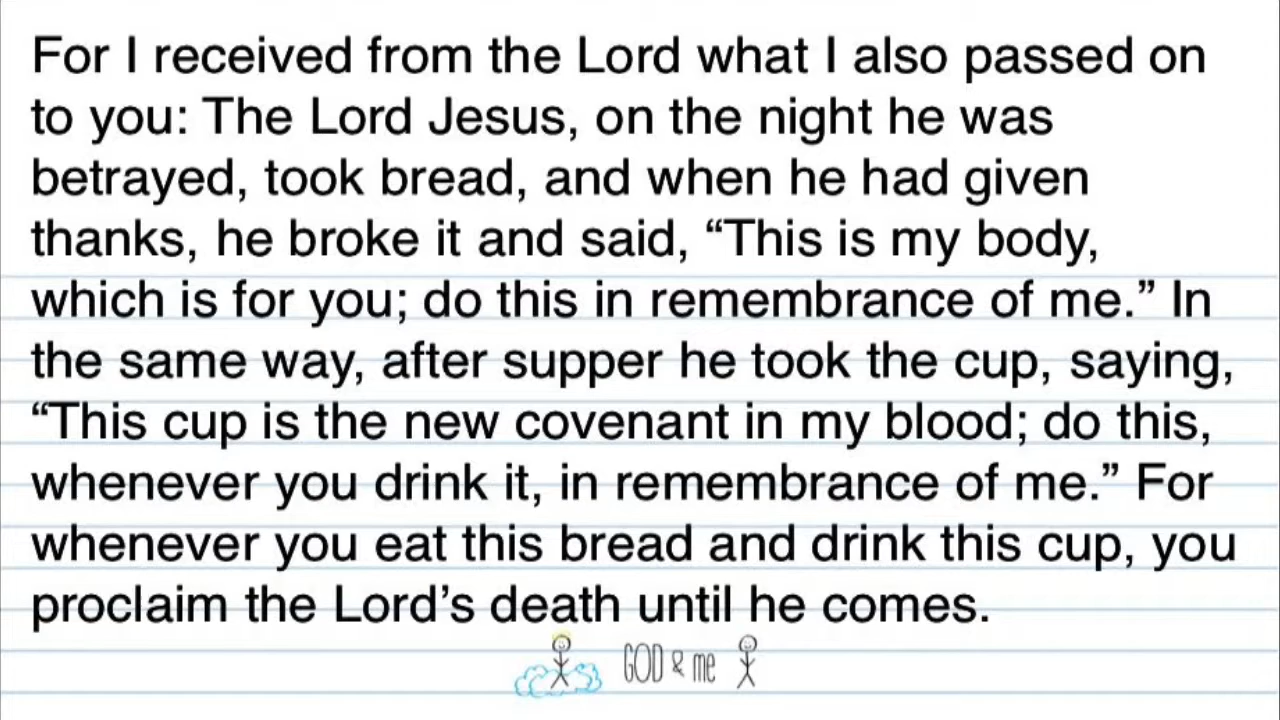 For I received from the Lord what I also passed on
to you: The Lord Jesus, on the night he was
betrayed, took bread, and when he had given
thanks, he broke it and said, “This is my body,
which is for you; do this in remembrance of me.” In
the same way, after supper he took the cup, saying,
“This cup is the new covenant in my blood; do this,
whenever you drink it, in remembrance of me.” For
whenever you eat this bread and drink this cup, you
proclaim the Lord’s death until he comes.
GOD & me